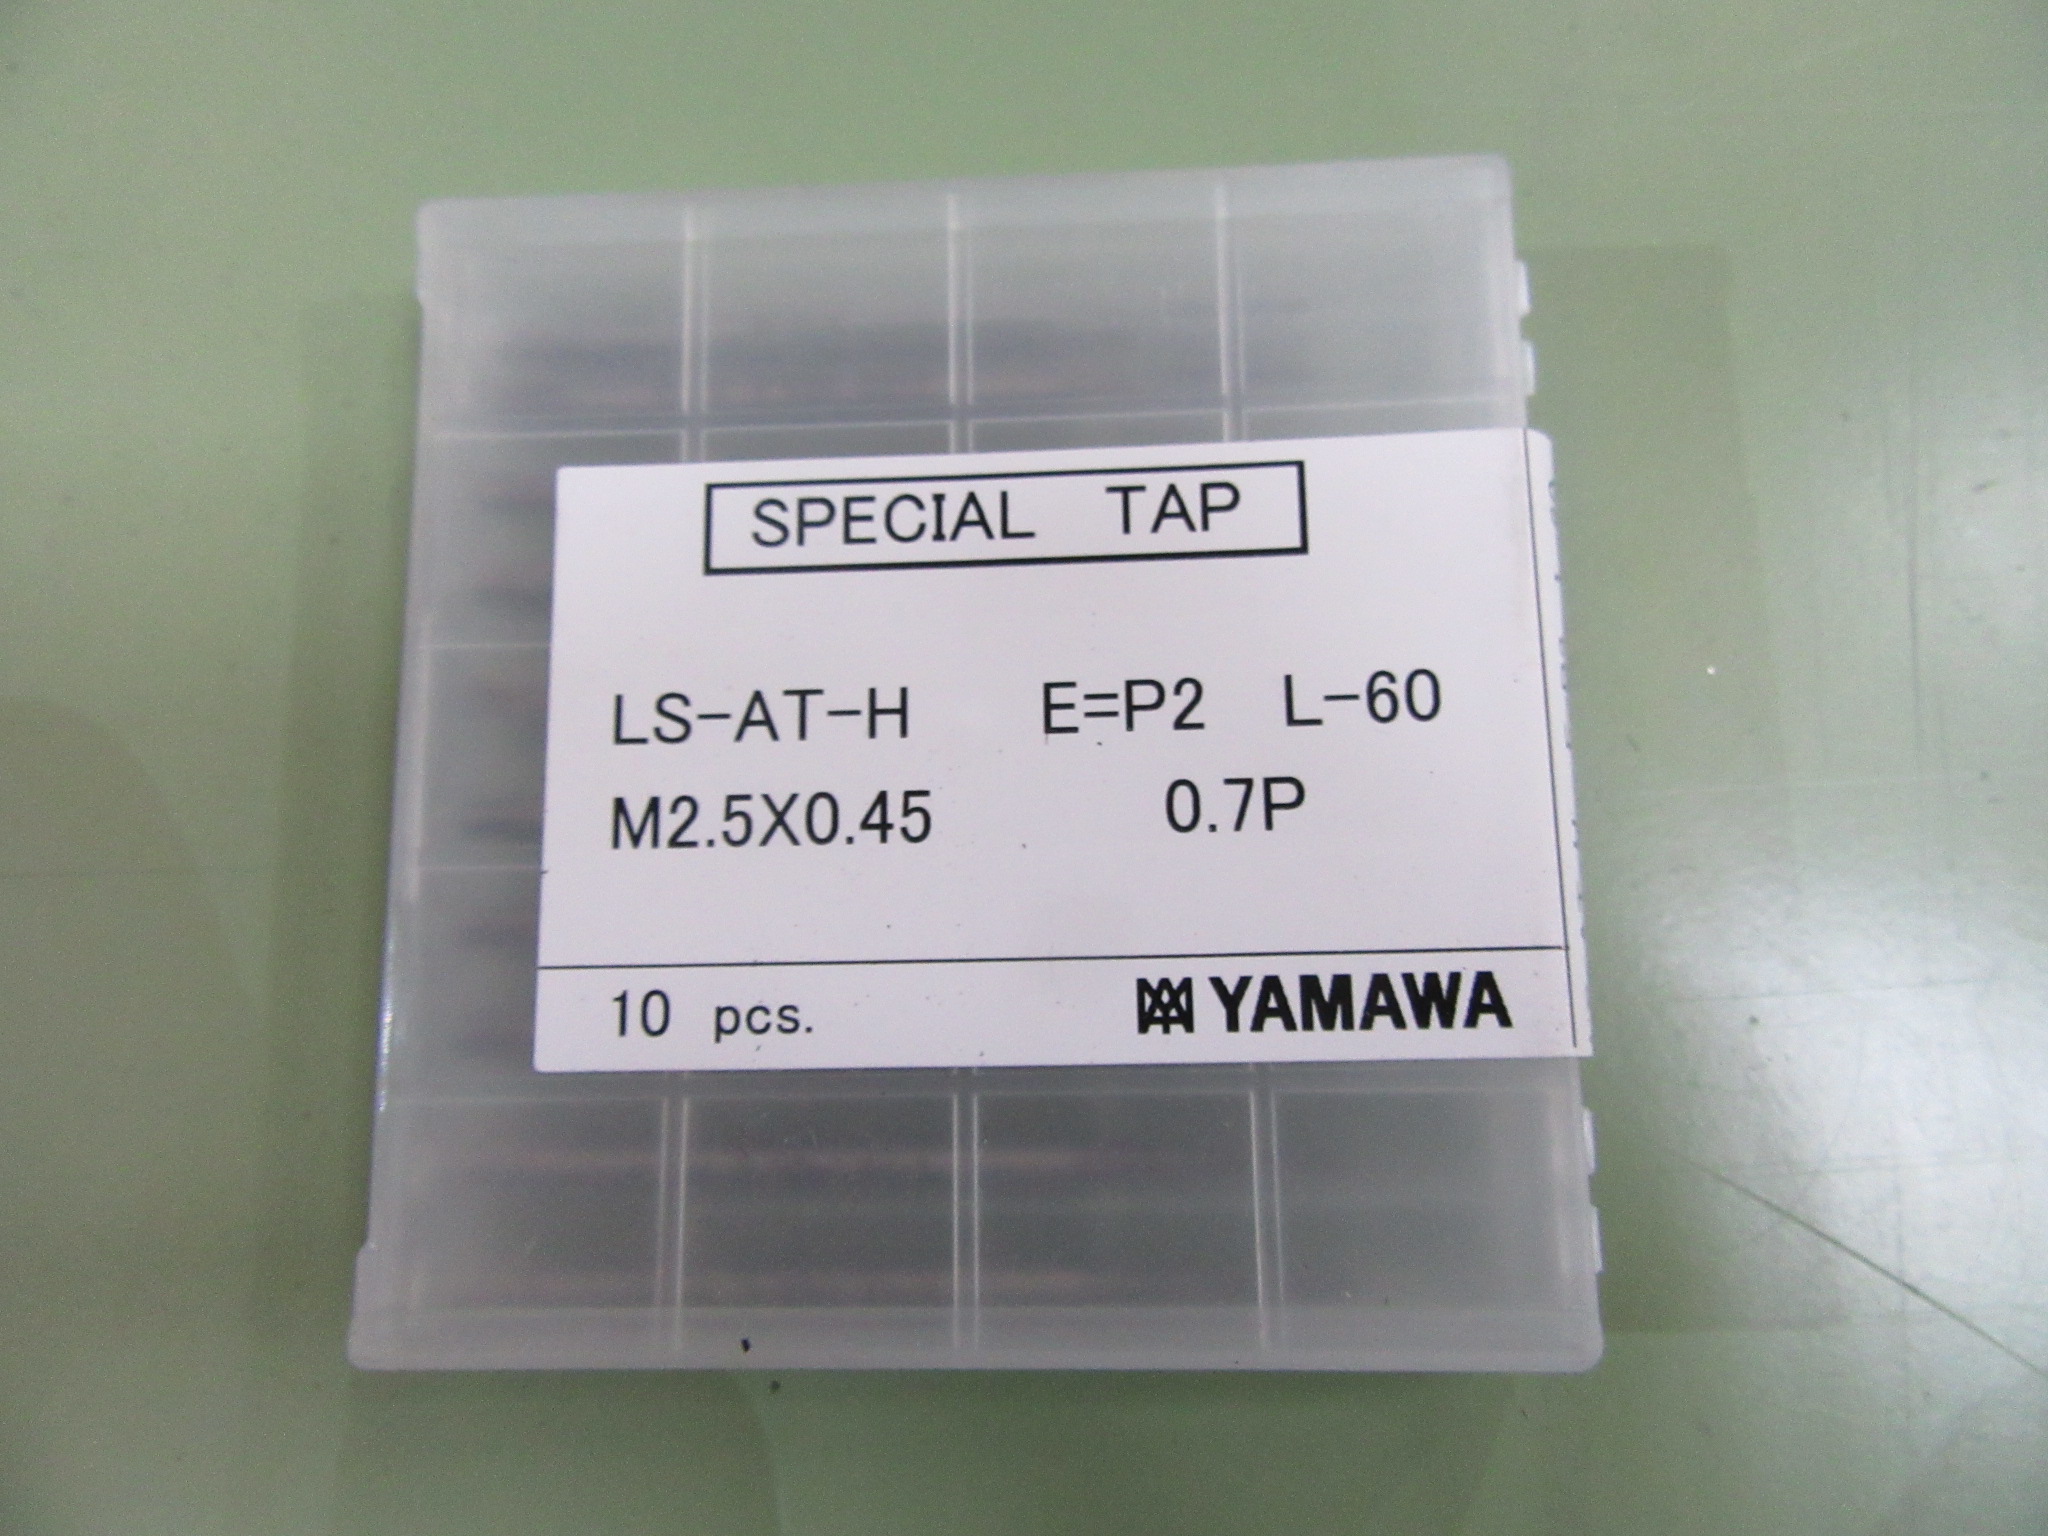 SPECIAL TAP
LS-AT-H E=P2 L-60
M2.5X0.45 0.7P
10 pcs. YAMAWA